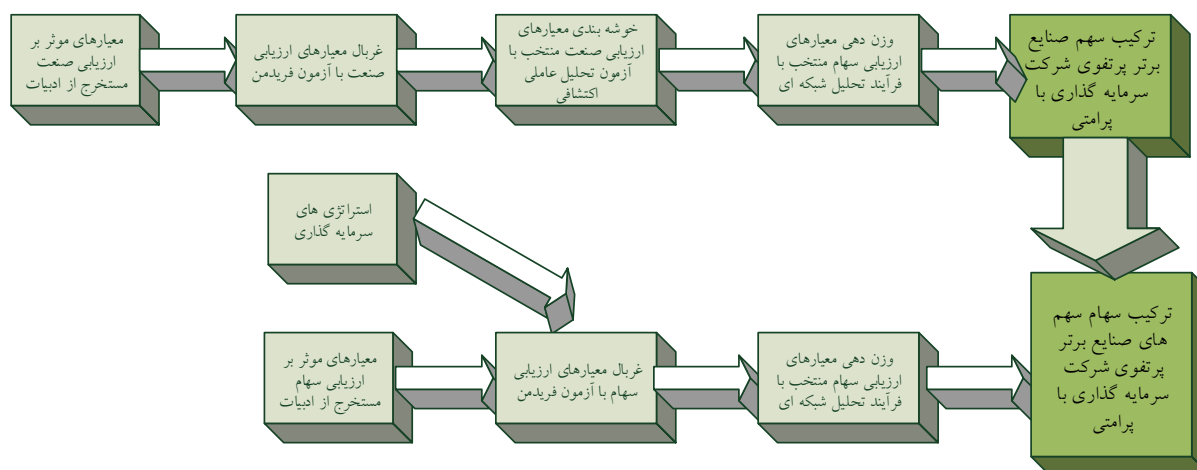 معیارهای موثر بر
ارزیابی صنعت
مستخرج از ادبیات
غربال معیارهای ارزیابی
صنعت با آزمون فریدمن
خوشه بندی معیارهای
ارزیابی صنعت منتخب با
آزمون تحلیل عاملی
اکتشافی
وزن دهی معیارهای
ارزیابی سهام منتخب با
فرآیند تحلیل شبکه ای
ترکیب سهم صنایع
برتر پرتفوی شرکت
سرمایه گذاری با
پرامتی
استراتژی های
سرمایه گذاری
معیارهای موثر بر
ارزیابی سهام
مستخرج از ادبیات
غربال معیارهای ارزیابی
سهام با آزمون فریدمن
وزن دهی معیارهای
ارزیابی سهام منتخب با
فرآیند تحلیل شبکه ای
ترکیب سهام سهم
های صنایع برتر
پرتفوی شرکت
سرمایه گذاری با
پرامتی